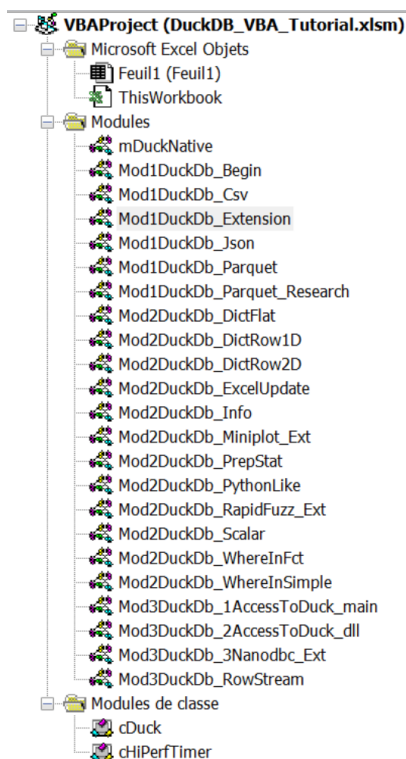 VBAProject (DuckDB_VBA_Tutorial.xlsm)
Microsoft Excel Objets
Feuil1 (Feuil1)
ThisWorkbook
Modules
mDuckNative
Mod1DuckDb_Begin
Mod1DuckDb_Csv
Mod1DuckDb_Extension
Mod1DuckDb_Json
Mod1DuckDb_Parquet
Mod1DuckDb_Parquet_Research
Mod2DuckDb_DictFlat
Mod2DuckDb_DictRow1D
Mod2DuckDb_DictRow2D
Mod2DuckDb_ExcelUpdate
Mod2DuckDb_Info
Mod2DuckDb_Miniplot_Ext
Mod2DuckDb_PrepStat
Mod2DuckDb_PythonLike
Mod2DuckDb_RapidFuzz_Ext
Mod2DuckDb_Scalar
Mod2DuckDb_WhereInFct
Mod2DuckDb_WhereInSimple
Mod3DuckDb_1AccessToDuck_main
Mod3DuckDb_2AccessToDuck_dll
Mod3DuckDb_3Nanodbc_Ext
Mod3DuckDb_RowStream
Modules de classe
cDuck
cHiPerfTimer